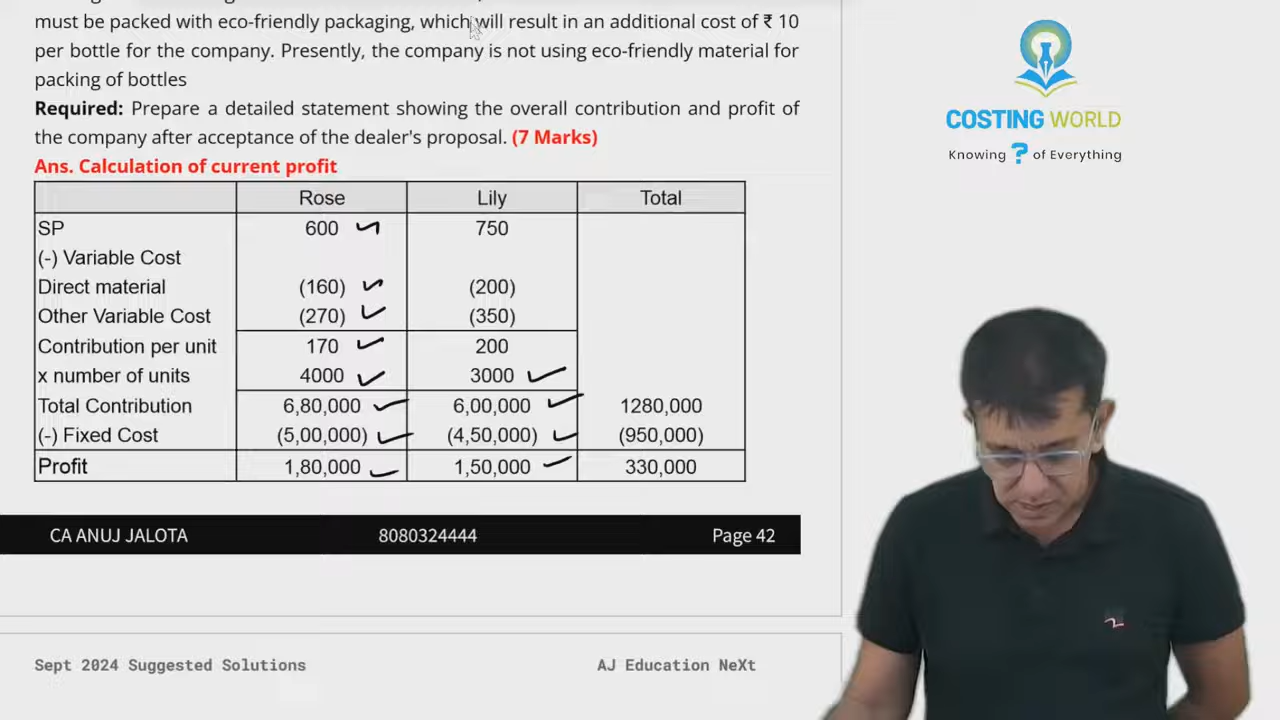 must be packed with eco-friendly packaging, which will result in an additional cost of ₹ 10
per bottle for the company. Presently, the company is not using eco-friendly material for
packing of bottles
Required: Prepare a detailed statement showing the overall contribution and profit of
the company after acceptance of the dealer's proposal. (7 Marks)
Ans. Calculation of current profit
Rose Lily Total
SP 600 750
(-) Variable Cost
Direct material (160) (200)
Other Variable Cost (270) (350)
Contribution per unit 170 200
x number of units 4000 3000
Total Contribution 6,80,000 6,00,000 1280,000
(-) Fixed Cost (5,00,000) (4,50,000) (950,000)
Profit 1,80,000 1,50,000 330,000
CA ANUJ JALOTA 8080324444 Page 42
Sept 2024 Suggested Solutions AJ Education NeXt
COSTING WORLD
Knowing ? of Everything